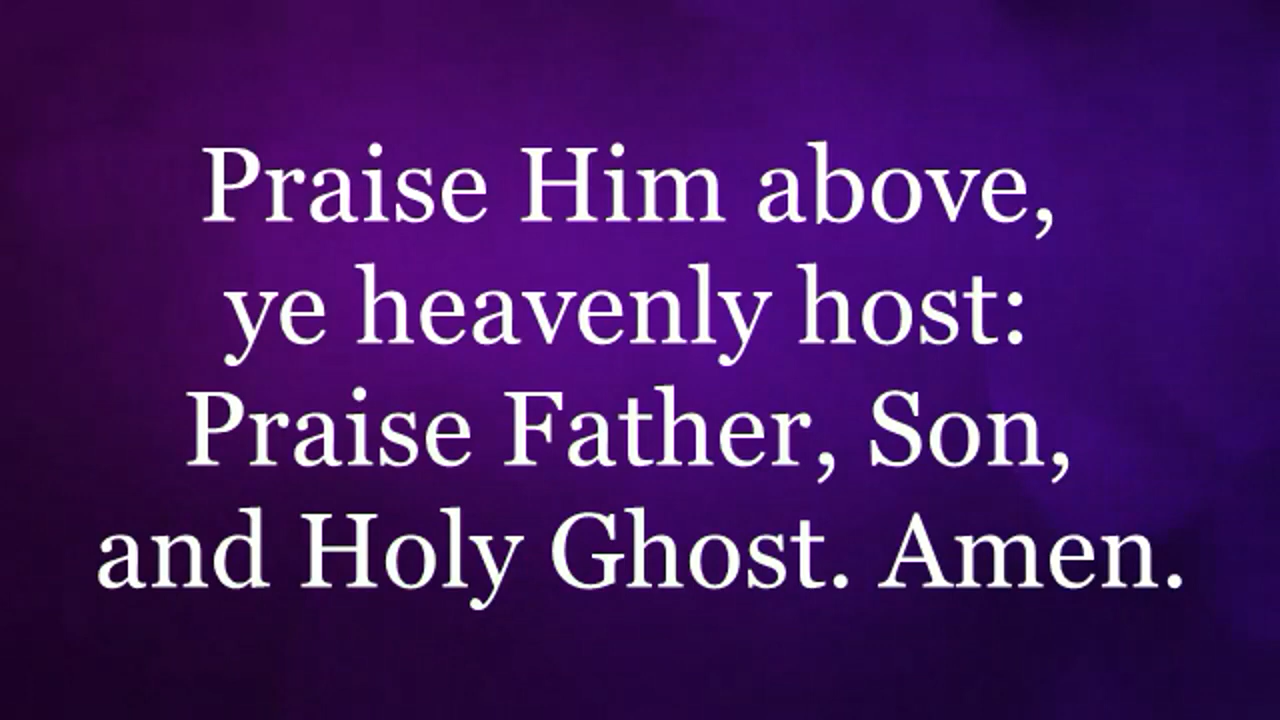 Praise Him above,
ye heavenly host:
Praise Father, Son,
and Holy Ghost. Amen.